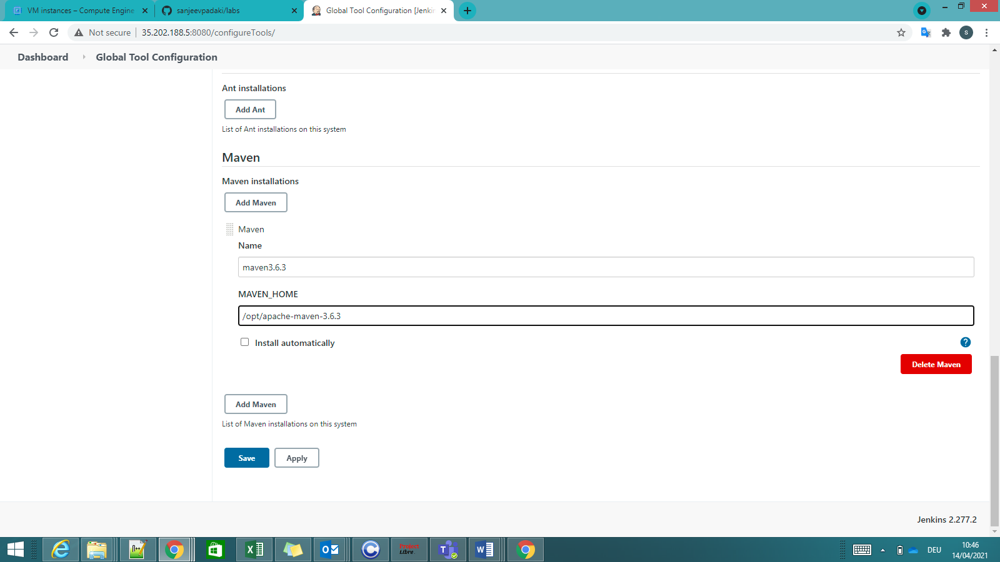 VM instances – Compute Engine
sanjeevpadaki/labs
Global Tool Configuration [Jenki
Not secure
35.202.188.5:8080/configureTools/
S
Dashboard
Global Tool Configuration
Ant installations
Add Ant
List of Ant installations on this system
Maven
Maven installations
Add Maven
Maven
Name
maven3.6.3
MAVEN_HOME
/opt/apache-maven-3.6.3
Install automatically
?
Delete Maven
Add Maven
List of Maven installations on this system
Save
Apply
Jenkins 2.277.2
Project
Libre
DEU
10:46
14/04/2021